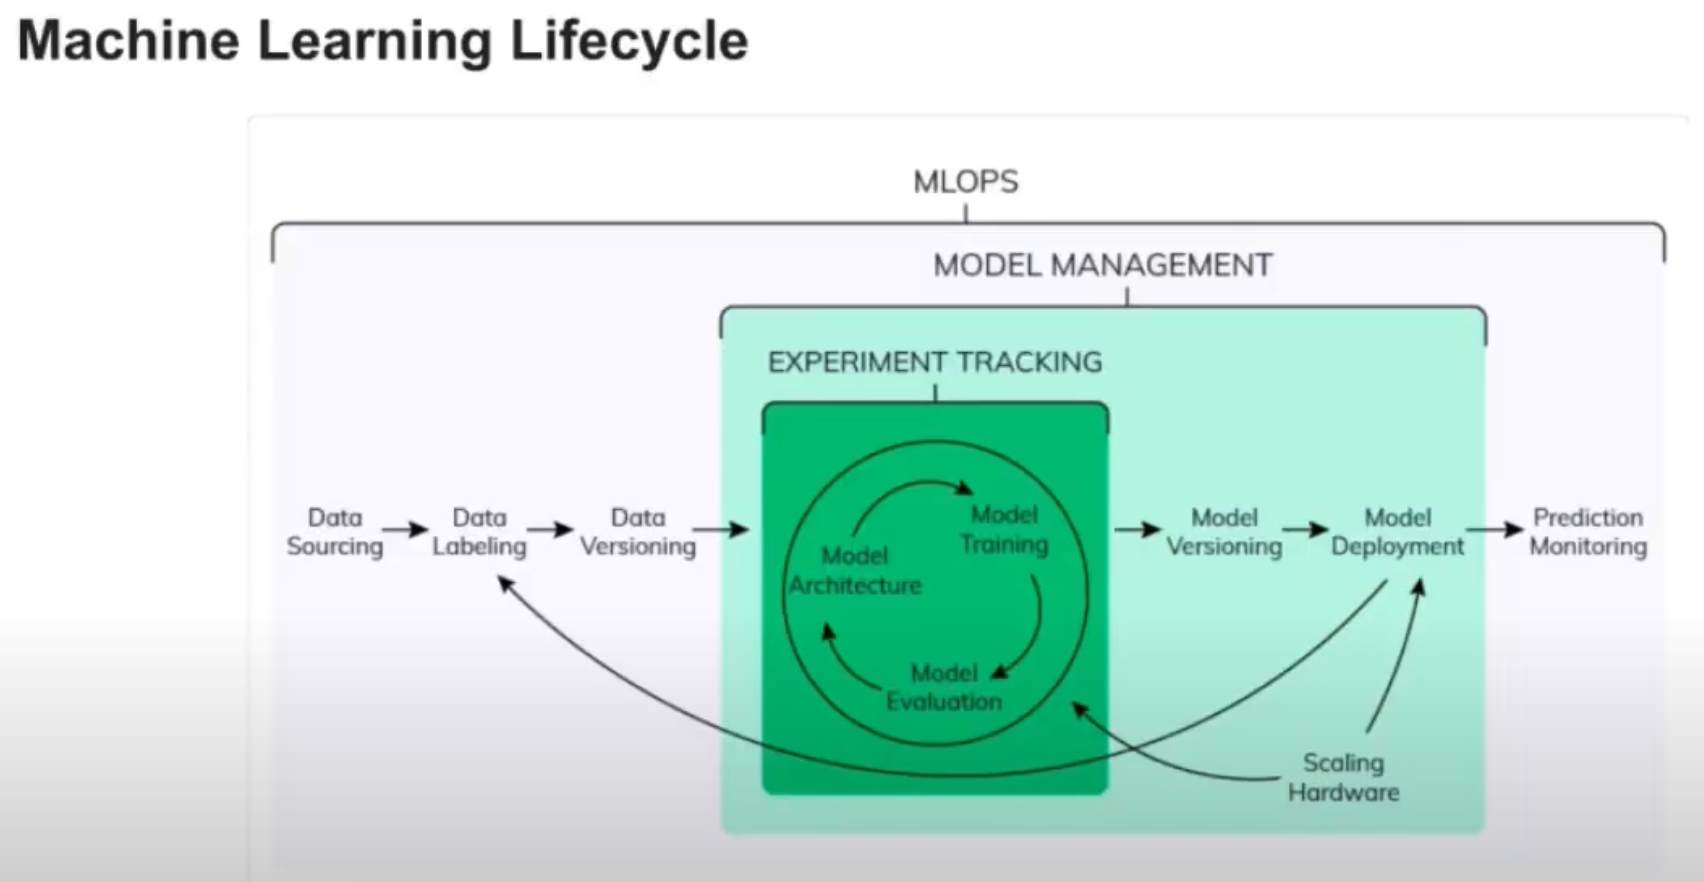 Machine Learning Lifecycle
MLOPS
MODEL MANAGEMENT
EXPERIMENT TRACKING
Data
Sourcing
Data
Labeling
Data
Versioning
Model
Architecture
Model
Training
Model
Evaluation
Model
Versioning
Model
Deployment
Prediction
Monitoring
Scaling
Hardware